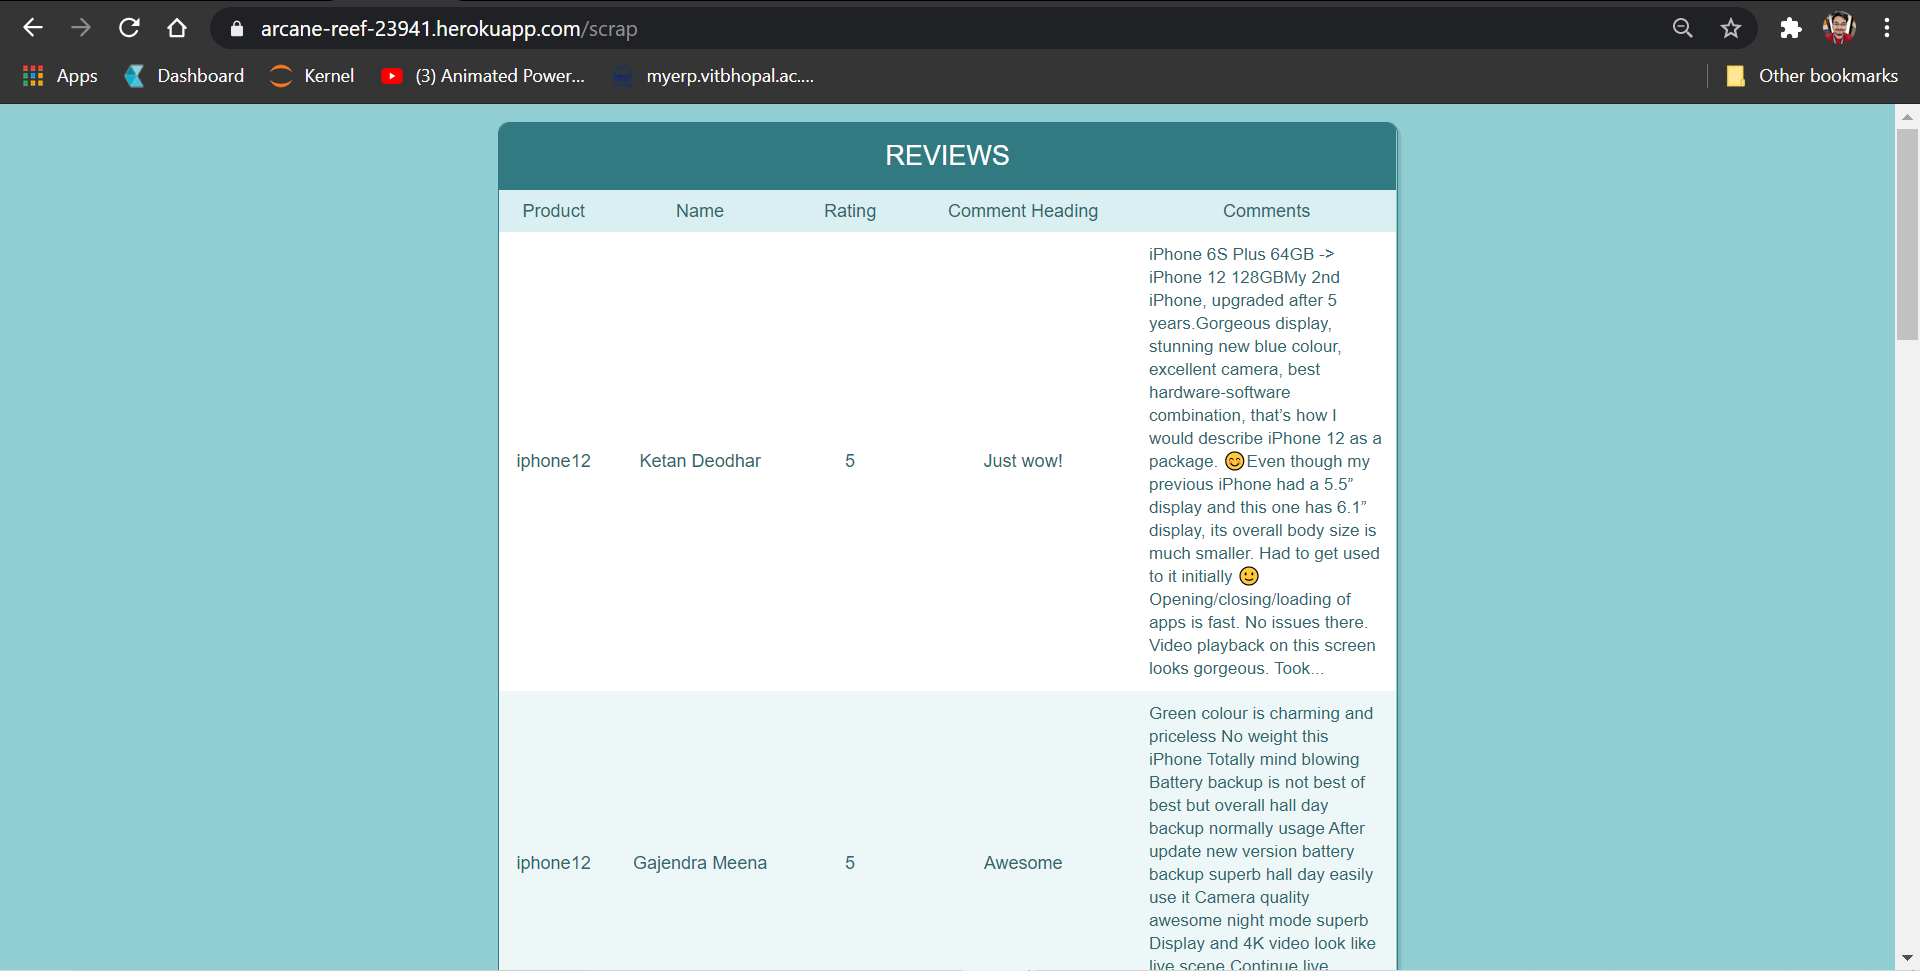 arcane-reef-23941.herokuapp.com/scrap
Apps Dashboard Kernel (3) Animated Power... myerp.vitbhopal.ac.... Other bookmarks
REVIEWS
Product Name Rating Comment Heading Comments
iphone12 Ketan Deodhar 5 Just wow!
iPhone 6S Plus 64GB ->
iPhone 12 128GBMy 2nd
iPhone, upgraded after 5
years.Gorgeous display,
stunning new blue colour,
excellent camera, best
hardware-software
combination, that’s how I
would describe iPhone 12 as a
package. 😊Even though my
previous iPhone had a 5.5”
display and this one has 6.1”
display, its overall body size is
much smaller. Had to get used
to it initially 🙂
Opening/closing/loading of
apps is fast. No issues there.
Video playback on this screen
looks gorgeous. Took...
iphone12 Gajendra Meena 5 Awesome
Green colour is charming and
priceless No weight this
iPhone Totally mind blowing
Battery backup is not best of
best but overall hall day
backup normally usage After
update new version battery
backup superb hall day easily
use it Camera quality
awesome night mode superb
Display and 4K video look like
live scene Continue live